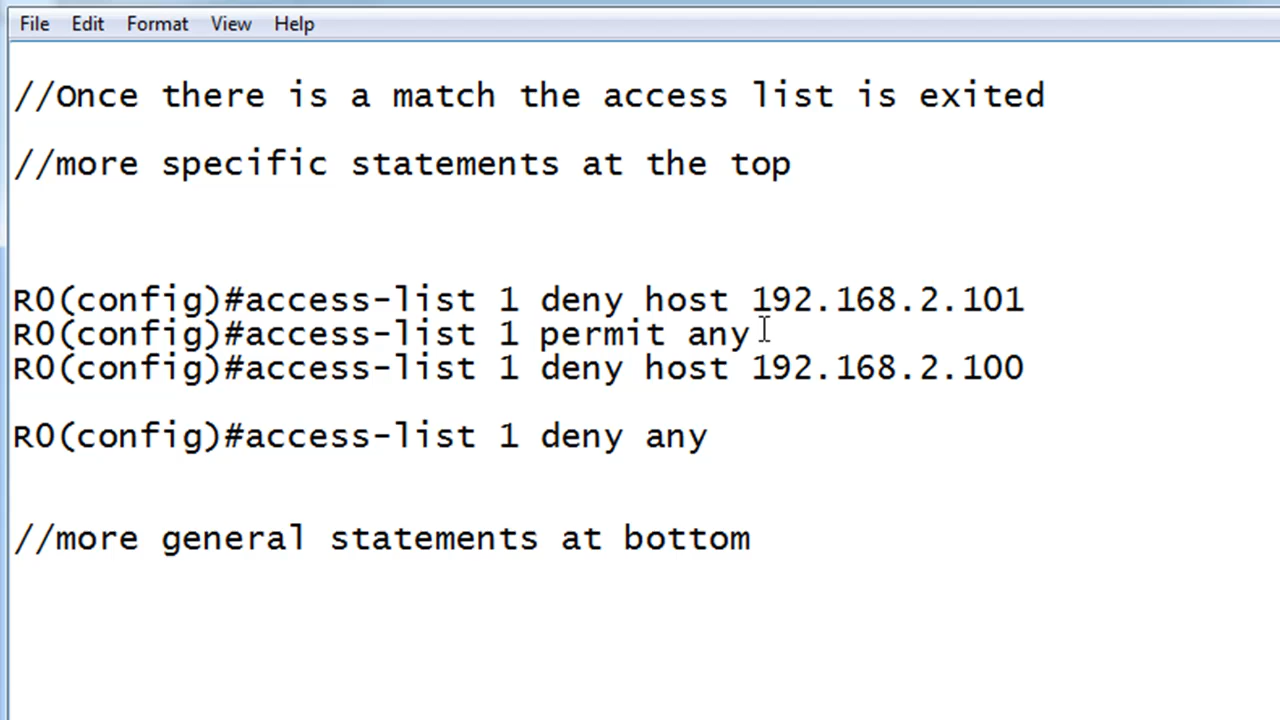 File Edit Format View Help
//Once there is a match the access list is exited
//more specific statements at the top
R0(config)#access-list 1 deny host 192.168.2.101
R0(config)#access-list 1 permit any
R0(config)#access-list 1 deny host 192.168.2.100
R0(config)#access-list 1 deny any
//more general statements at bottom